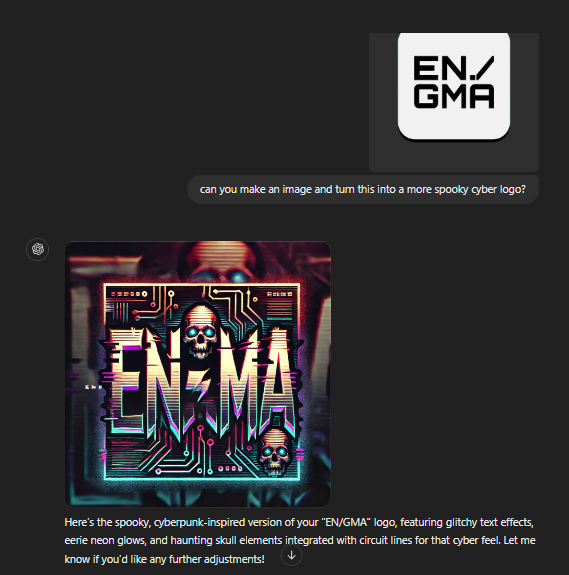 EN./
GMA
can you make an image and turn this into a more spooky cyber logo?
EN MA
Here's the spooky, cyberpunk-inspired version of your "EN/GMA" logo, featuring glitchy text effects,
eerie neon glows, and haunting skull elements integrated with circuit lines for that cyber feel. Let me
know if you'd like any further adjustments!